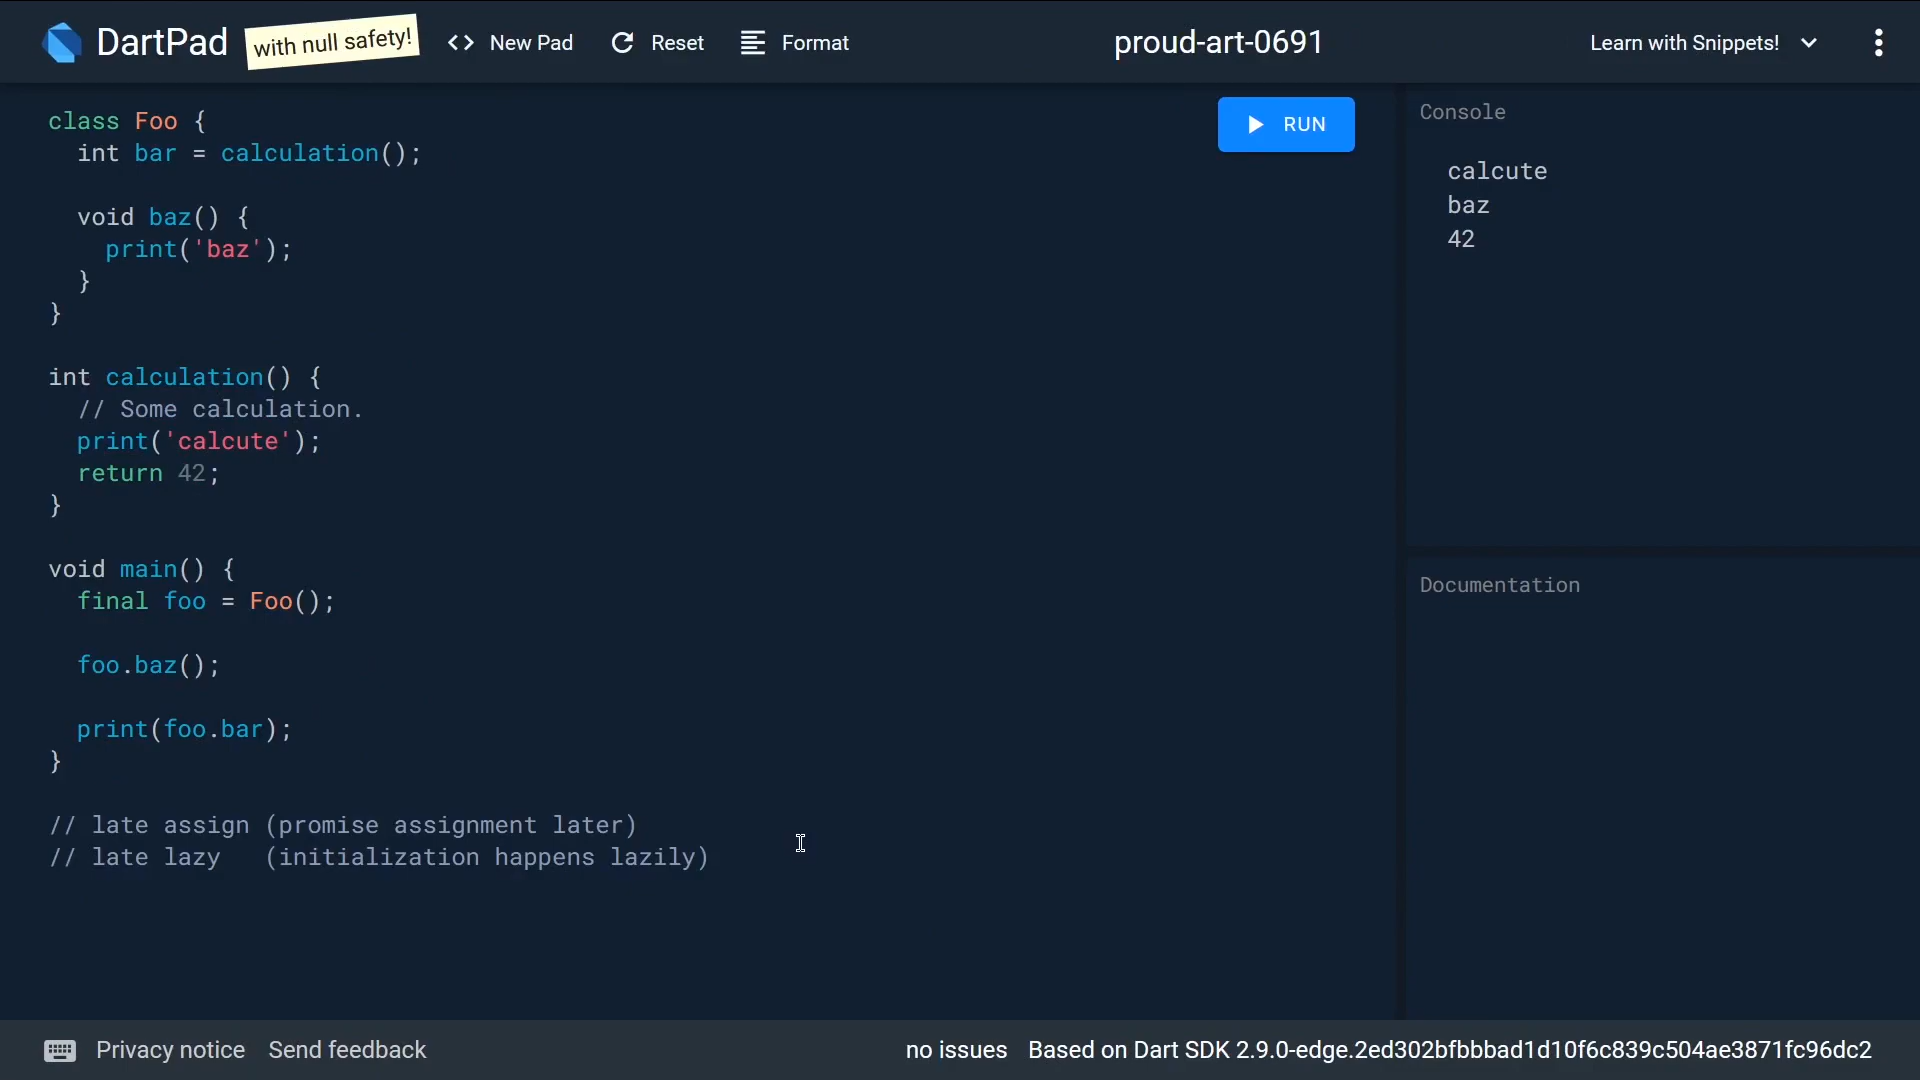 DartPad with null safety! New Pad Reset Format proud-art-0691 Learn with Snippets!
class Foo {
  int bar = calculation();

  void baz() {
    print('baz');
  }
}

int calculation() {
  // Some calculation.
  print('calcute');
  return 42;
}

void main() {
  final foo = Foo();

  foo.baz();

  print(foo.bar);
}

// late assign (promise assignment later)
// late lazy   (initialization happens lazily)
RUN
Console
calcute
baz
42
Documentation
Privacy notice Send feedback no issues Based on Dart SDK 2.9.0-edge.2ed302bfbbbad1d10f6c839c504ae3871fc96dc2